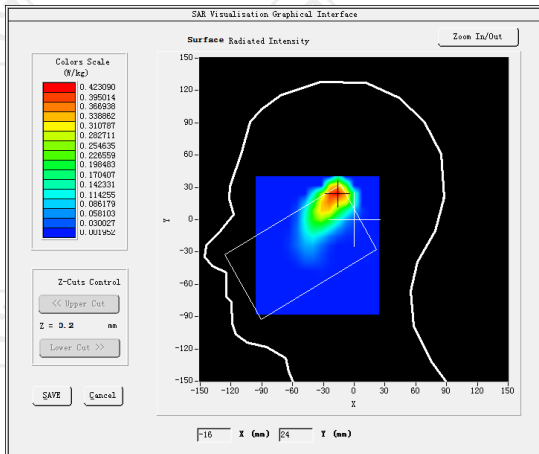 SAR Visualisation Graphical Interface
Surface Radiated Intensity
Zoom In/Out
Colors Scale
(W/kg)
0.423090
0.395014
0.366938
0.338862
0.310787
0.282711
0.254635
0.226559
0.198483
0.170407
0.142331
0.114255
0.086179
0.058103
0.030027
0.001952
Z-Cuts Control
<< Upper Cut
Z = 0.2 mm
Lower Cut >>
SAVE Cancel
150
120
90
60
30
0
-30
-60
-90
-120
-150
Y
-150 -120 -90 -60 -30 0 30 60 90 120 150
X
-16 X (mm) 24 Y (mm)